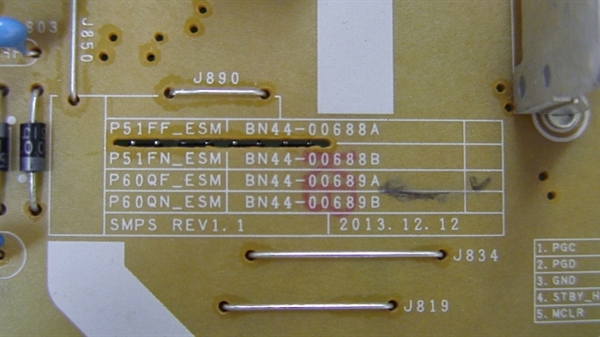 803
J850
J890
P51FF_ESM BN44-00688A
P51FN_ESM BN44-00688B
P60QF_ESM BN44-00689A
P60QN_ESM BN44-00689B
SMPS REV1.1 2013.12.12
J834
J819
1. PGC
2. PGD
3. GND
4. STBY_H
5. MCLR